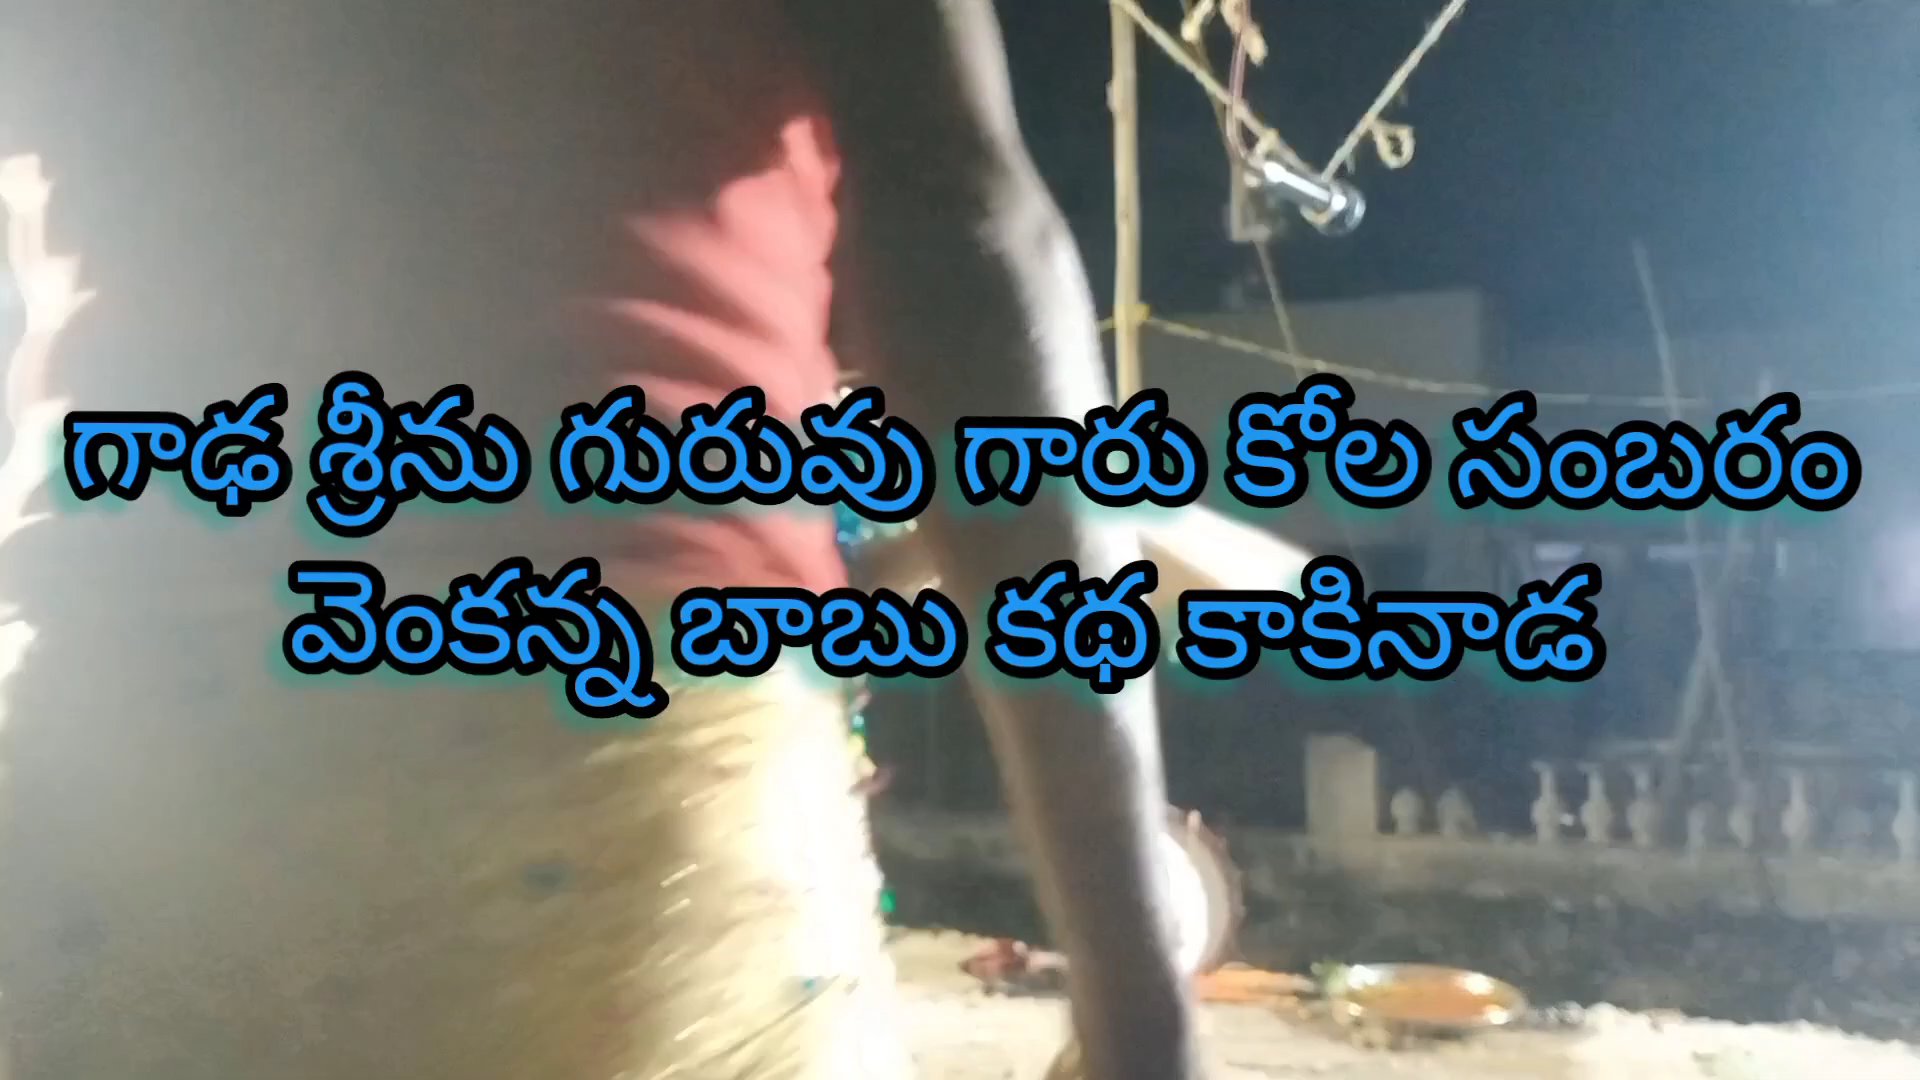 గాఢ శ్రీను గురువు గారు కోల సంబరం
వెంకన్న బాబు కథ కాకినాడ